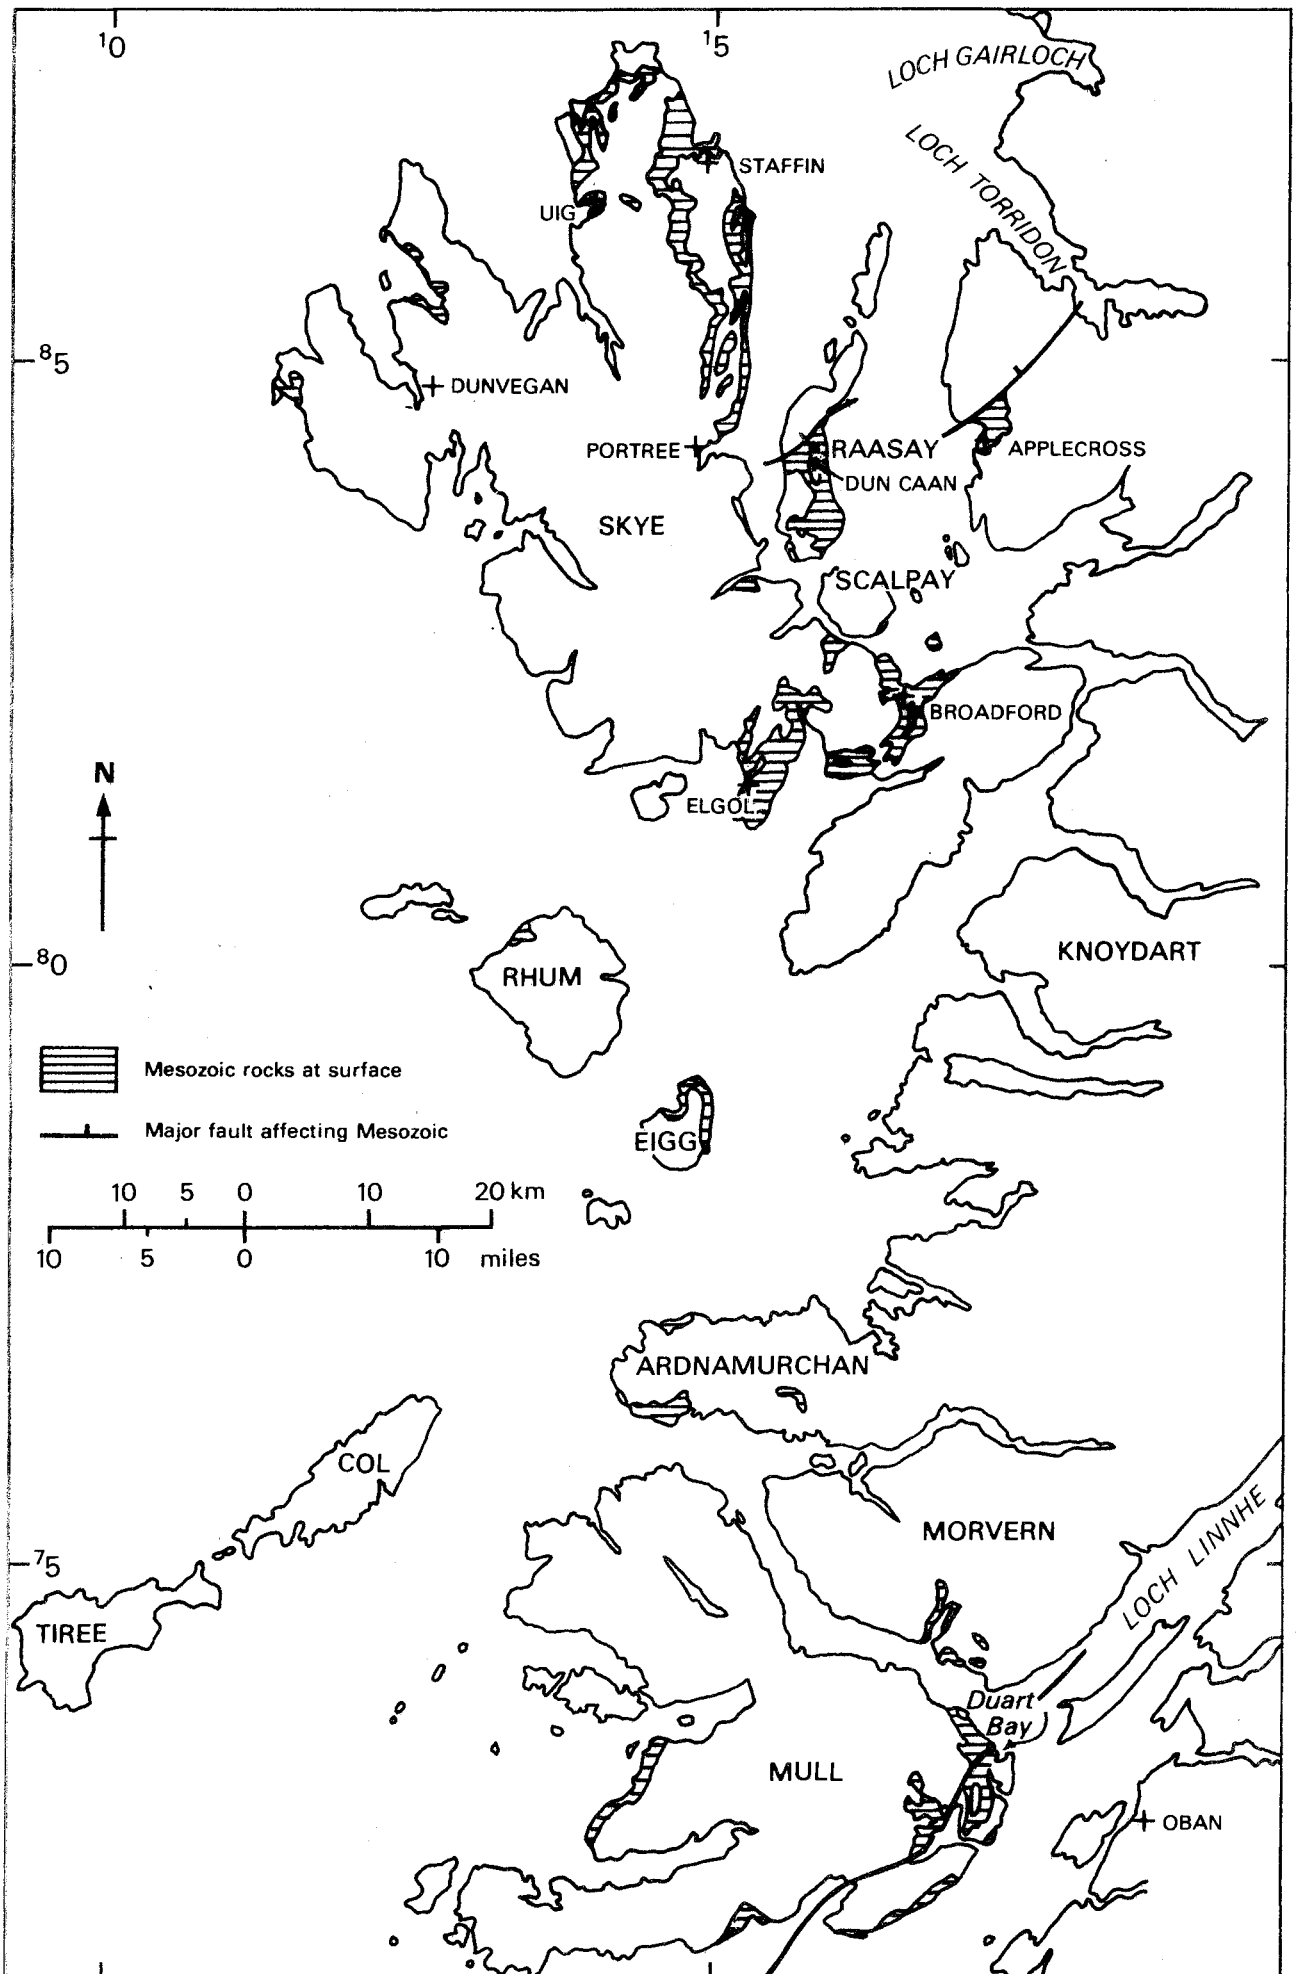 10
15
LOCH GAIRLOCH
LOCH TORRIDON
STAFFIN
UIG
85
DUNVEGAN
PORTREE
RAASAY
APPLECROSS
DUN CAAN
SKYE
SCALPAY
BROADFORD
N
ELGOL
KNOYDART
80
RHUM
Mesozoic rocks at surface
Major fault affecting Mesozoic
EIGG
10 5 0 10 20 km
10 5 0 10 miles
ARDNAMURCHAN
COL
MORVERN
LOCH LINNHE
75
TIREE
Duart
Bay
MULL
OBAN